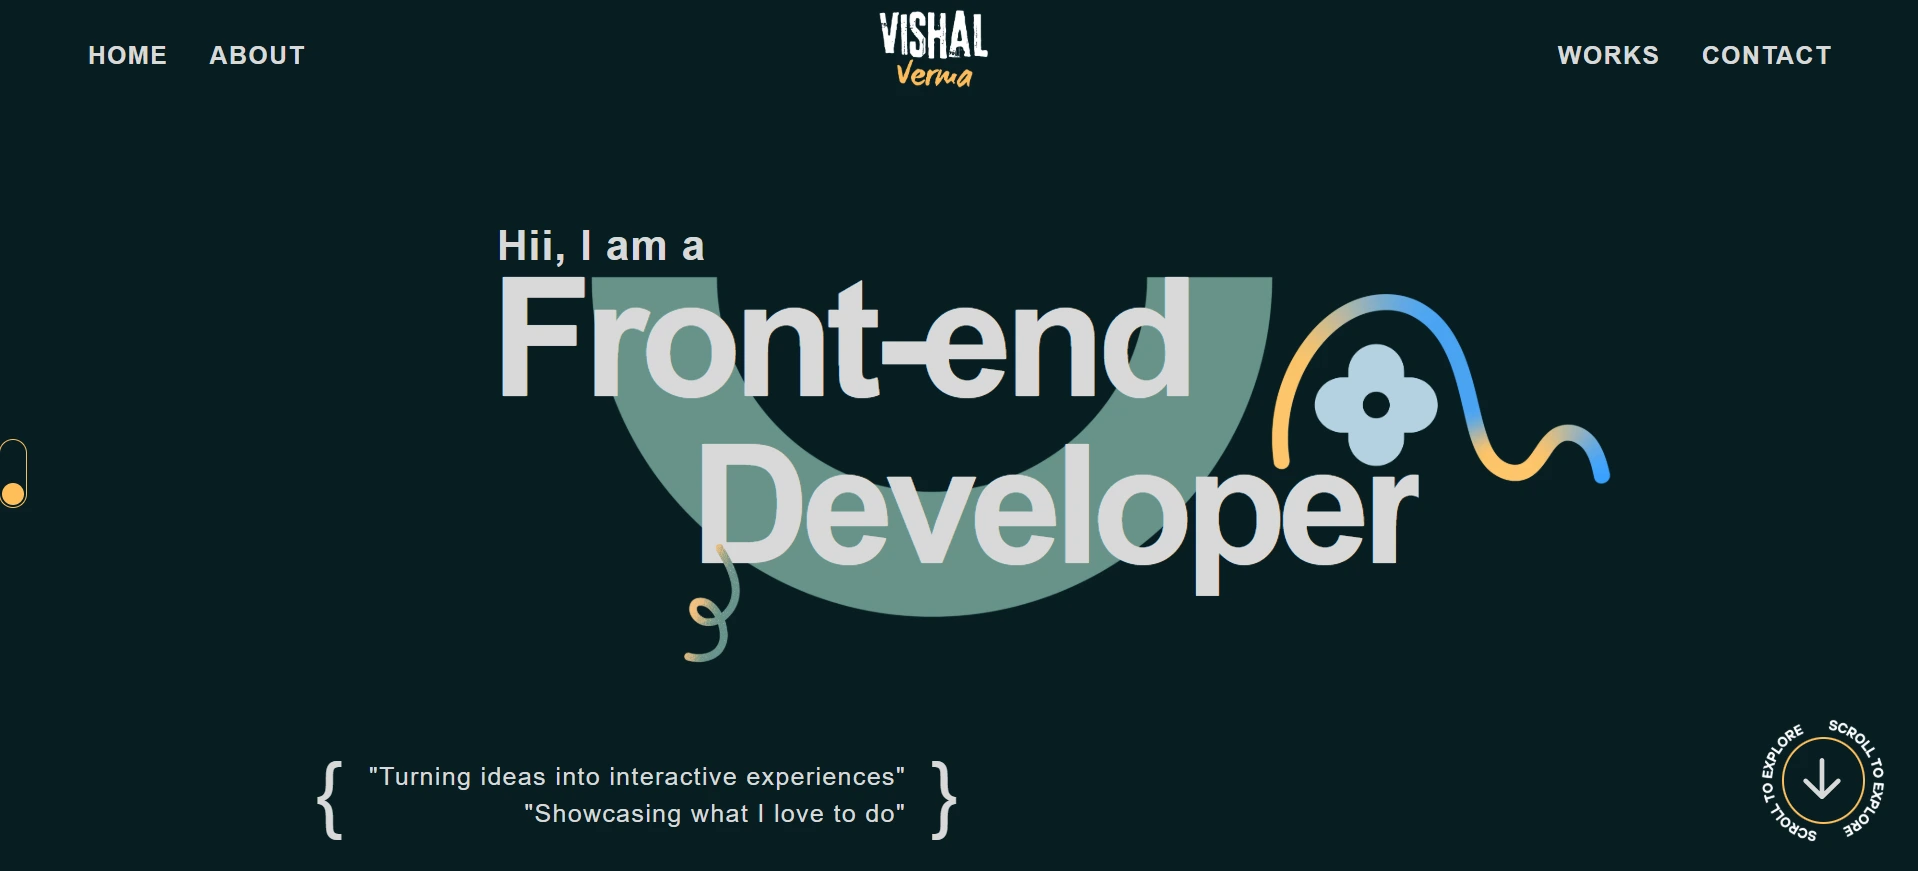 HOME ABOUT VISHAL WORKS CONTACT
Verma
Hii, I am a
Front-end
Developer
{ "Turning ideas into interactive experiences" }
"Showcasing what I love to do"
SCROLL TO EXPLORE SCROLL TO EXPLORE